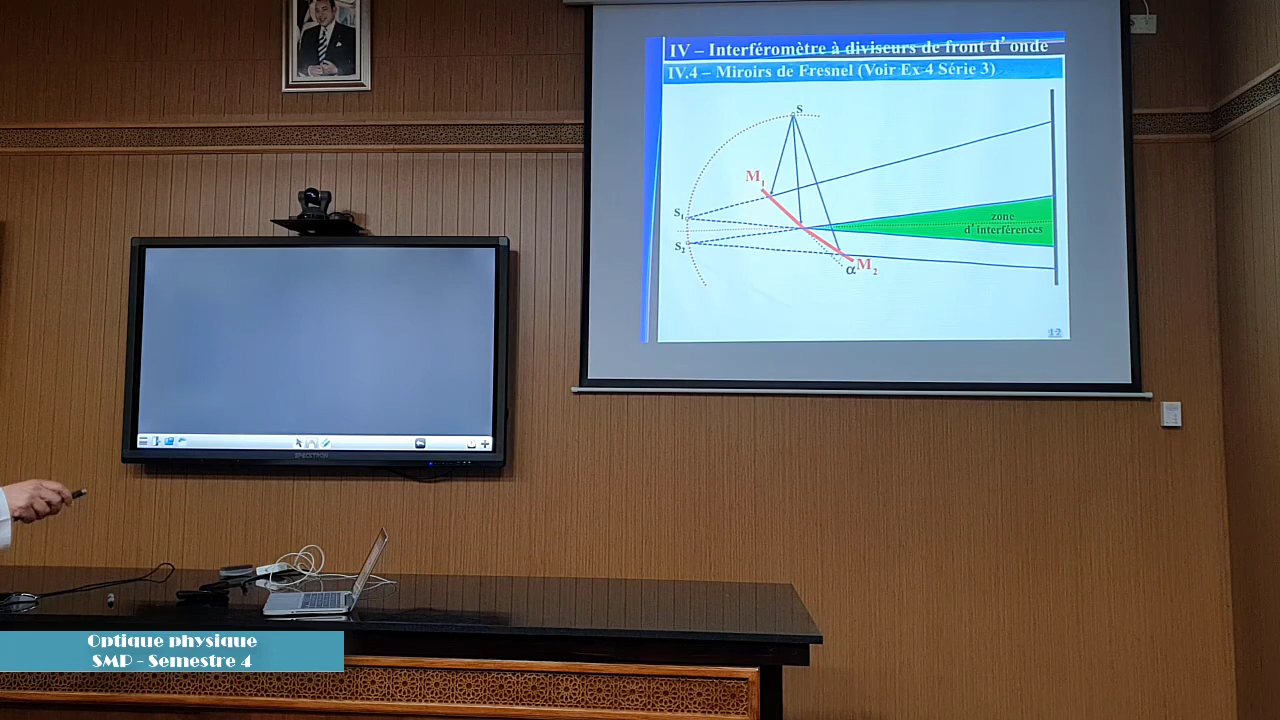 IV – Interféromètre à diviseurs de front d'onde
IV.4 – Miroirs de Fresnel (Voir Ex 4 Série 3)
S
M1
S1
zone
d'interférences
S2
α M2
12
SPECKTRON
Optique physique
SMP - Semestre 4